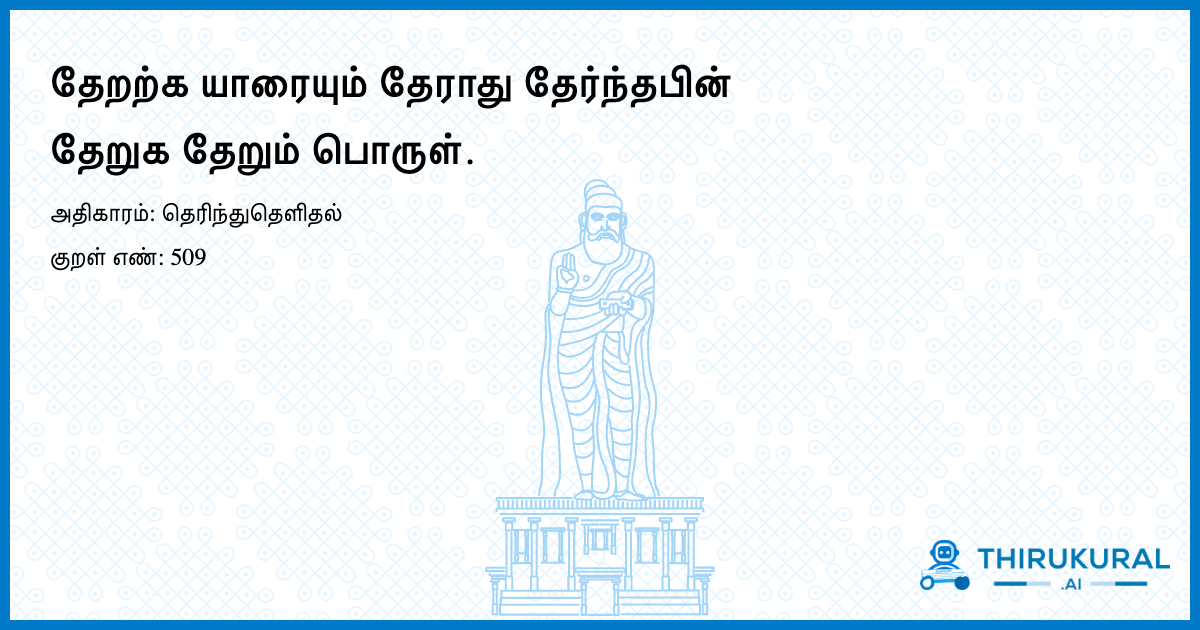 தேறற்க யாரையும் தேராது தேர்ந்தபின்
தேறுக தேறும் பொருள்.
அதிகாரம்: தெரிந்துதெளிதல்
குறள் எண்: 509
THIRUKURAL
.AI